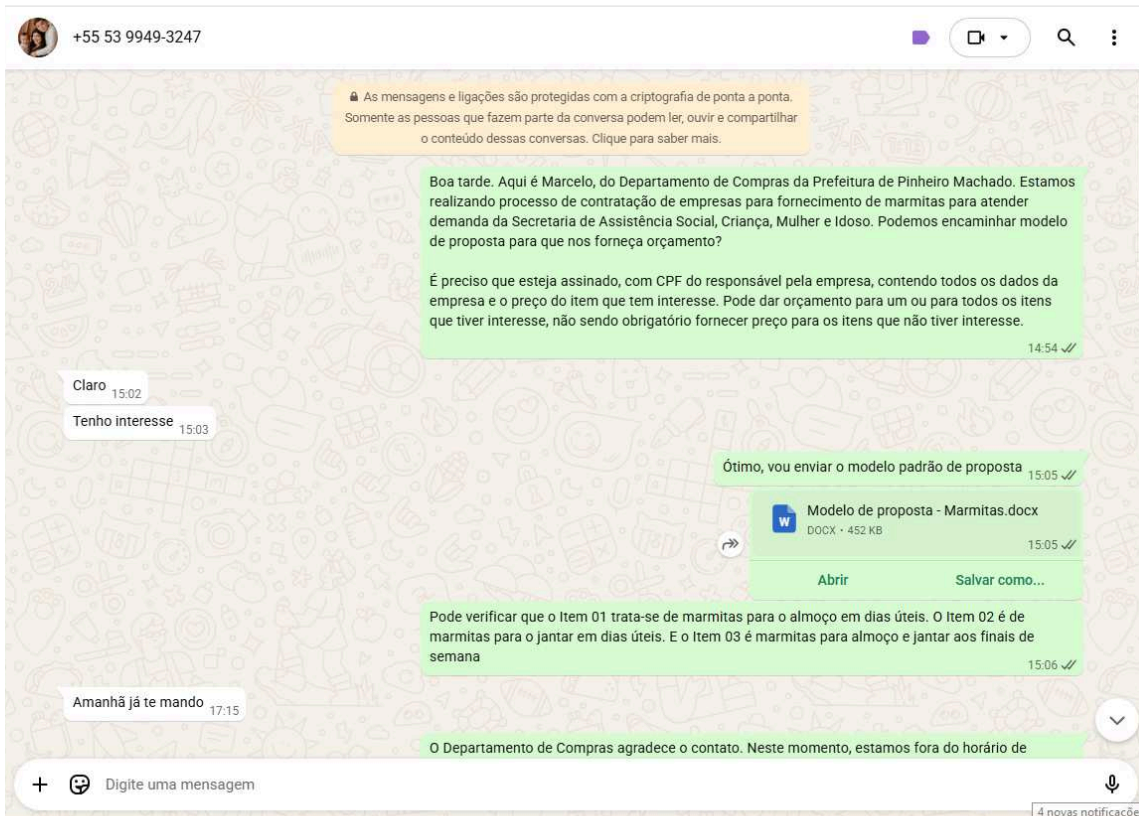 +55 53 9949-3247
As mensagens e ligações são protegidas com a criptografia de ponta a ponta.
Somente as pessoas que fazem parte da conversa podem ler, ouvir e compartilhar
o conteúdo dessas conversas. Clique para saber mais.
Boa tarde. Aqui é Marcelo, do Departamento de Compras da Prefeitura de Pinheiro Machado. Estamos
realizando processo de contratação de empresas para fornecimento de marmitas para atender
demanda da Secretaria de Assistência Social, Criança, Mulher e Idoso. Podemos encaminhar modelo
de proposta para que nos forneça orçamento?
É preciso que esteja assinado, com CPF do responsável pela empresa, contendo todos os dados da
empresa e o preço do item que tem interesse. Pode dar orçamento para um ou para todos os itens
que tiver interesse, não sendo obrigatório fornecer preço para os itens que não tiver interesse.
14:54
Claro 15:02
Tenho interesse 15:03
Ótimo, vou enviar o modelo padrão de proposta 15:05
W
Modelo de proposta - Marmitas.docx
DOCX • 452 KB
15:05
Abrir Salvar como...
Pode verificar que o Item 01 trata-se de marmitas para o almoço em dias úteis. O Item 02 é de
marmitas para o jantar em dias úteis. E o Item 03 é marmitas para almoço e jantar aos finais de
semana
15:06
Amanhã já te mando 17:15
O Departamento de Compras agradece o contato. Neste momento, estamos fora do horário de
Digite uma mensagem
4 novas notificaçõe